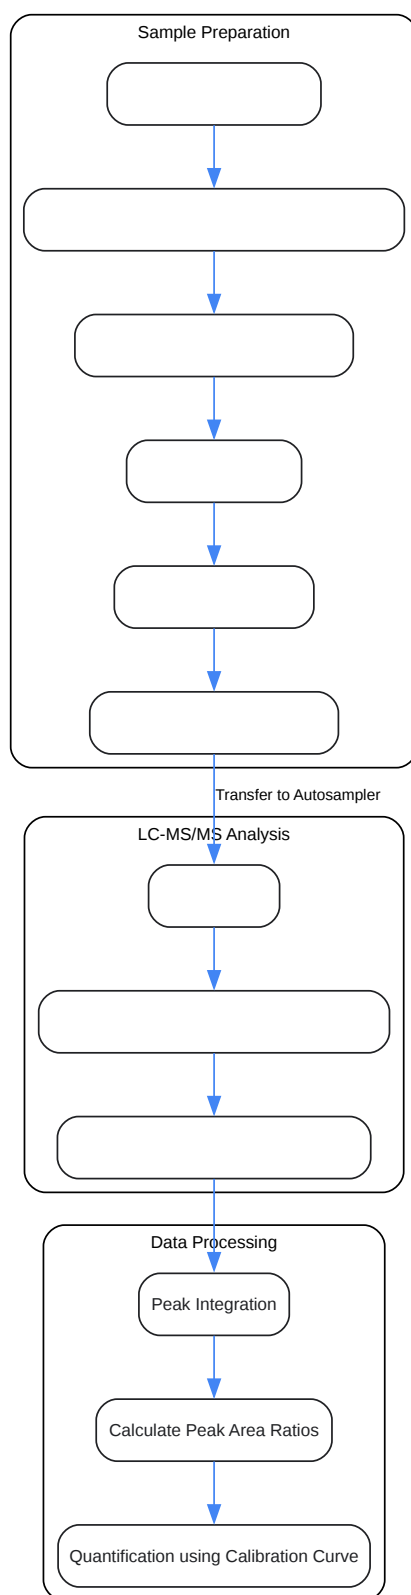 Sample Preparation
Transfer to Autosampler
LC-MS/MS Analysis
Data Processing
Peak Integration
Calculate Peak Area Ratios
Quantification using Calibration Curve